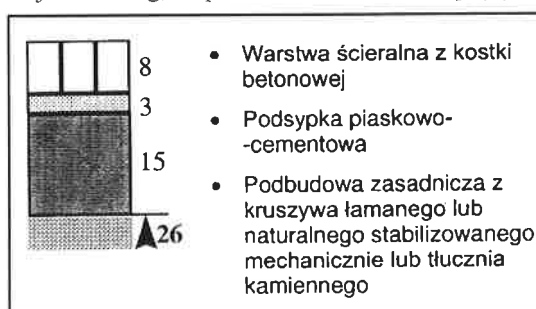 8
3
15
26
• Warstwa ścieralna z kostki
betonowej
• Podsypka piaskowo-
-cementowa
• Podbudowa zasadnicza z
kruszywa łamanego lub
naturalnego stabilizowanego
mechanicznie lub tłucznia
kamiennego